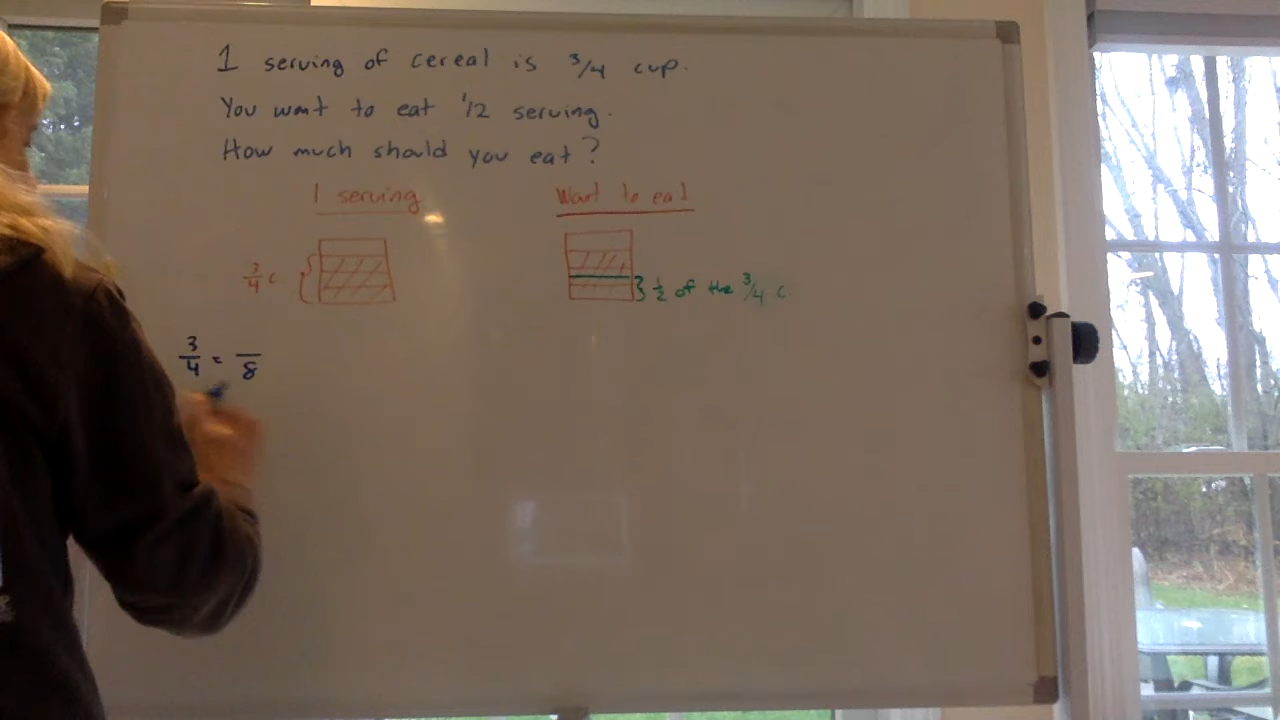 1 serving of cereal is 3/4 cup.
You want to eat 1/2 serving.
How much should you eat?
1 serving
Want to eat
3/4 c.
1/2 of the 3/4 c.
3/4 = /8